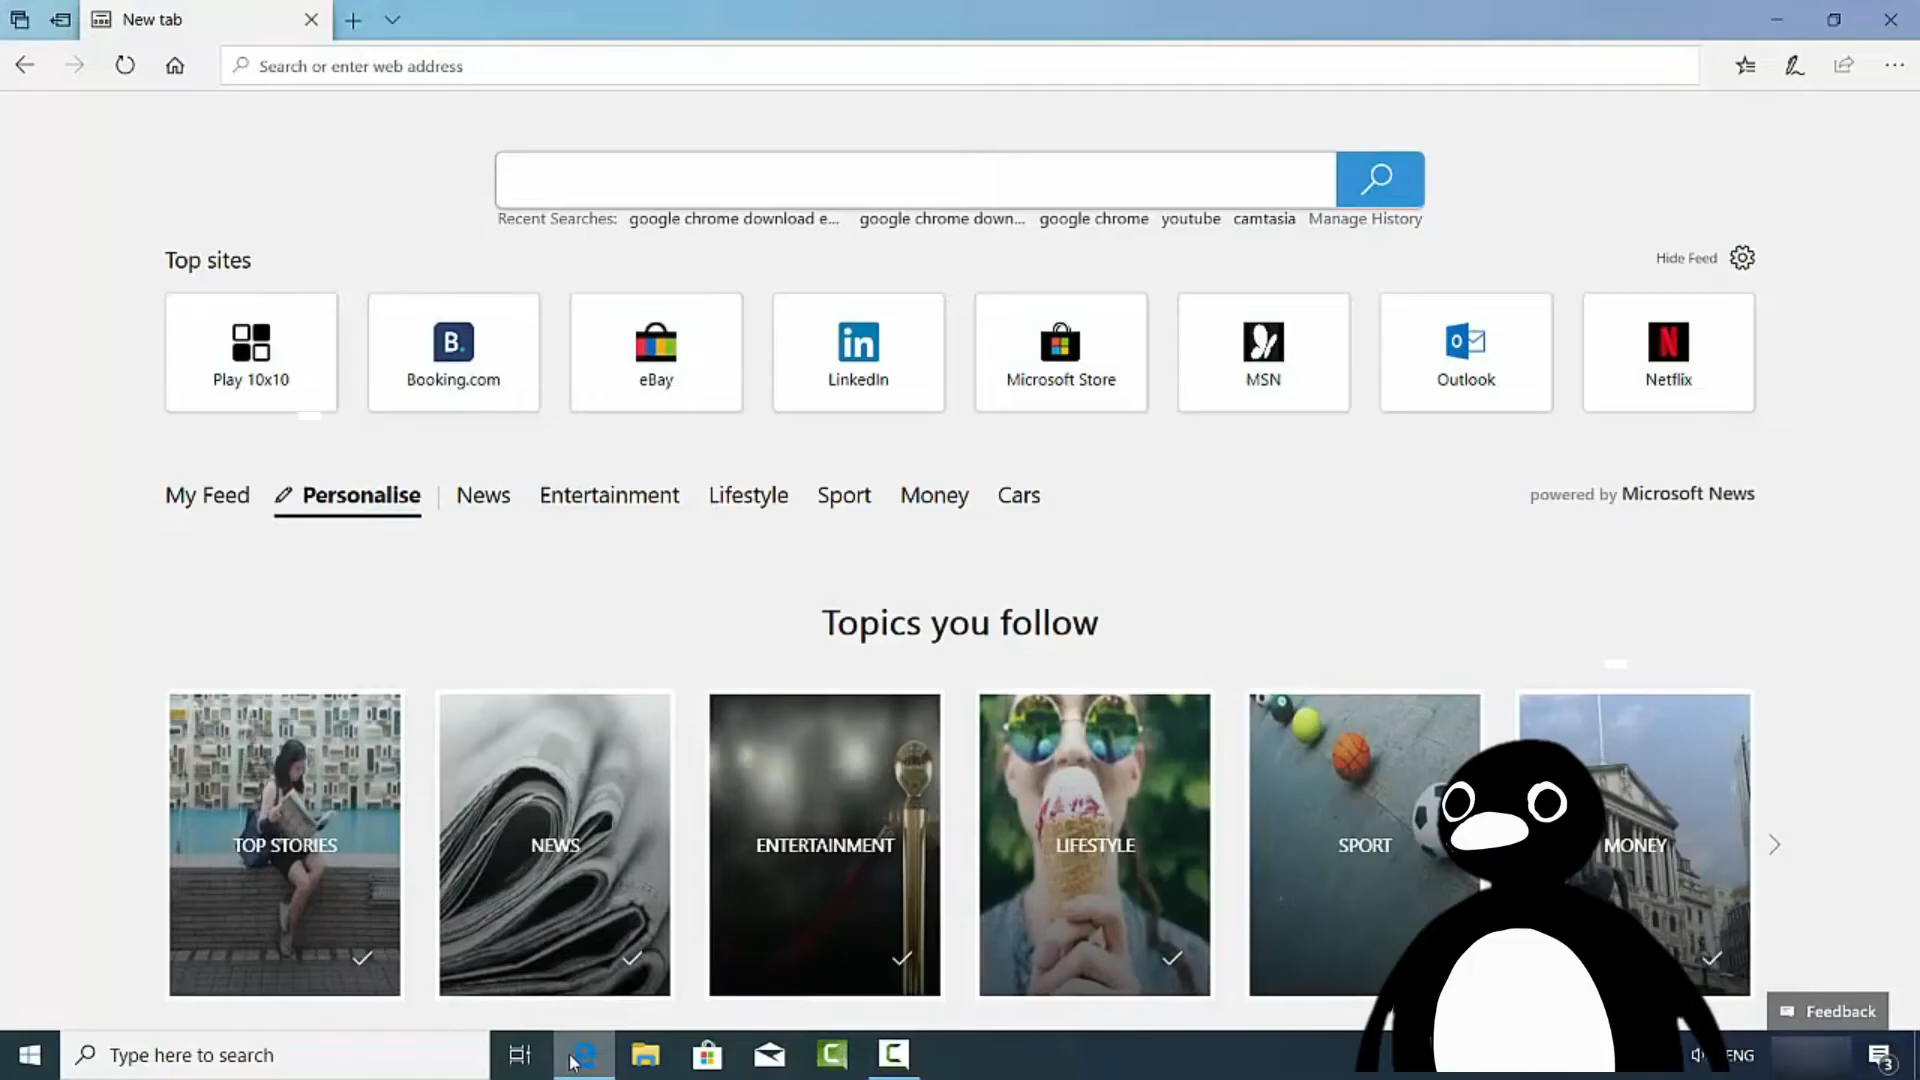 New tab
Search or enter web address
Recent Searches: google chrome download e... google chrome down... google chrome youtube camtasia Manage History
Top sites
Hide Feed
Play 10x10
B.
Booking.com
eBay
in
LinkedIn
Microsoft Store
MSN
O
Outlook
N
Netflix
My Feed Personalise News Entertainment Lifestyle Sport Money Cars
powered by Microsoft News
Topics you follow
TOP STORIES
NEWS
ENTERTAINMENT
LIFESTYLE
SPORT
MONEY
Feedback
Type here to search
C
C
ENG
3